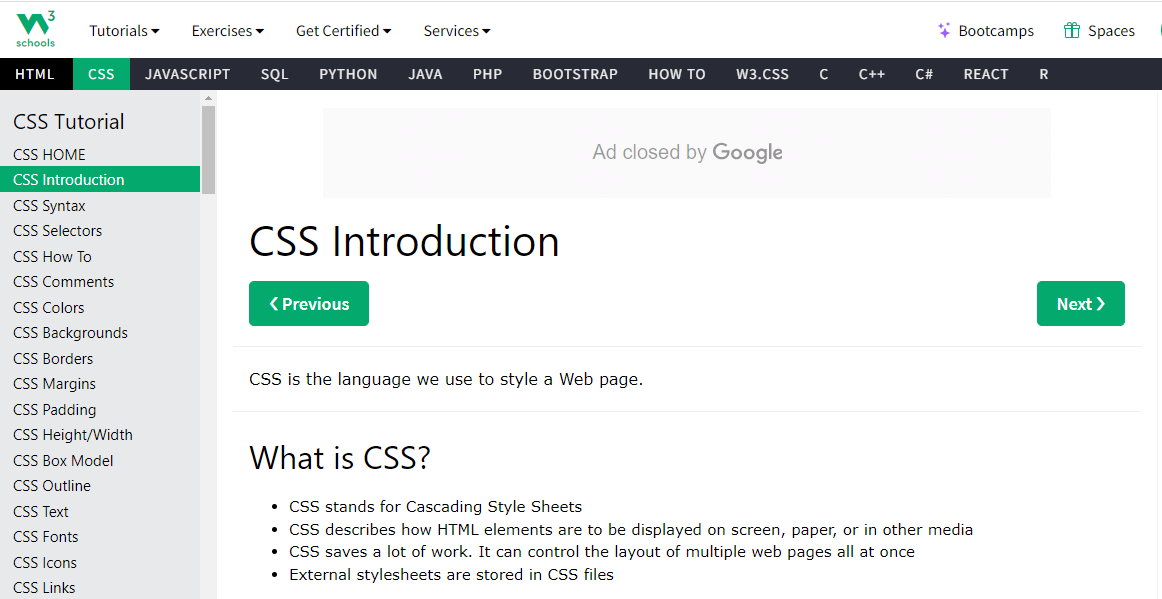 W3
schools
Tutorials Exercises Get Certified Services Bootcamps Spaces
HTML CSS JAVASCRIPT SQL PYTHON JAVA PHP BOOTSTRAP HOW TO W3.CSS C C++ C# REACT R
CSS Tutorial
CSS HOME
CSS Introduction
CSS Syntax
CSS Selectors
CSS How To
CSS Comments
CSS Colors
CSS Backgrounds
CSS Borders
CSS Margins
CSS Padding
CSS Height/Width
CSS Box Model
CSS Outline
CSS Text
CSS Fonts
CSS Icons
CSS Links
Ad closed by Google
CSS Introduction
❮ Previous Next ❯
CSS is the language we use to style a Web page.
What is CSS?
• CSS stands for Cascading Style Sheets
• CSS describes how HTML elements are to be displayed on screen, paper, or in other media
• CSS saves a lot of work. It can control the layout of multiple web pages all at once
• External stylesheets are stored in CSS files